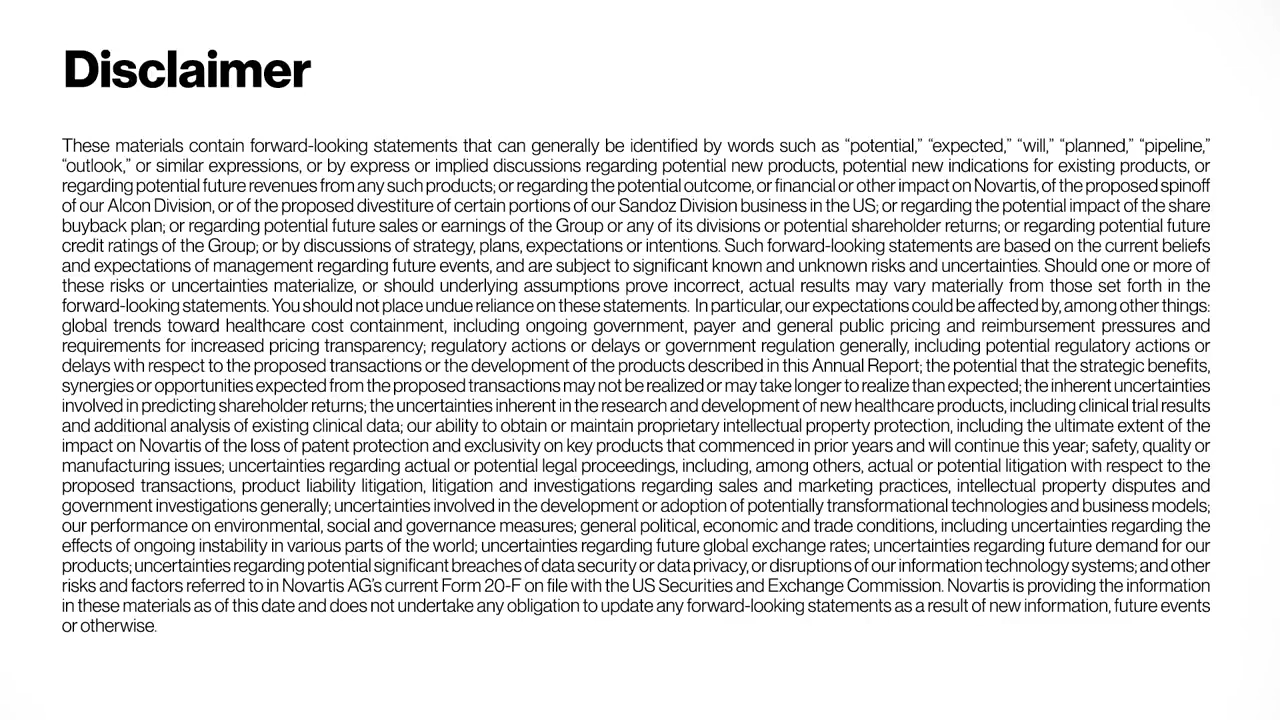 Disclaimer
These materials contain forward-looking statements that can generally be identified by words such as “potential,” “expected,” “will,” “planned,” “pipeline,”
“outlook,” or similar expressions, or by express or implied discussions regarding potential new products, potential new indications for existing products, or
regarding potential future revenues from any such products; or regarding the potential outcome, or financial or other impact on Novartis, of the proposed spinoff
of our Alcon Division, or of the proposed divestiture of certain portions of our Sandoz Division business in the US; or regarding the potential impact of the share
buyback plan; or regarding potential future sales or earnings of the Group or any of its divisions or potential shareholder returns; or regarding potential future
credit ratings of the Group; or by discussions of strategy, plans, expectations or intentions. Such forward-looking statements are based on the current beliefs
and expectations of management regarding future events, and are subject to significant known and unknown risks and uncertainties. Should one or more of
these risks or uncertainties materialize, or should underlying assumptions prove incorrect, actual results may vary materially from those set forth in the
forward-looking statements. You should not place undue reliance on these statements. In particular, our expectations could be affected by, among other things:
global trends toward healthcare cost containment, including ongoing government, payer and general public pricing and reimbursement pressures and
requirements for increased pricing transparency; regulatory actions or delays or government regulation generally, including potential regulatory actions or
delays with respect to the proposed transactions or the development of the products described in this Annual Report; the potential that the strategic benefits,
synergies or opportunities expected from the proposed transactions may not be realized or may take longer to realize than expected; the inherent uncertainties
involved in predicting shareholder returns; the uncertainties inherent in the research and development of new healthcare products, including clinical trial results
and additional analysis of existing clinical data; our ability to obtain or maintain proprietary intellectual property protection, including the ultimate extent of the
impact on Novartis of the loss of patent protection and exclusivity on key products that commenced in prior years and will continue this year; safety, quality or
manufacturing issues; uncertainties regarding actual or potential legal proceedings, including, among others, actual or potential litigation with respect to the
proposed transactions, product liability litigation, litigation and investigations regarding sales and marketing practices, intellectual property disputes and
government investigations generally; uncertainties involved in the development or adoption of potentially transformational technologies and business models;
our performance on environmental, social and governance measures; general political, economic and trade conditions, including uncertainties regarding the
effects of ongoing instability in various parts of the world; uncertainties regarding future global exchange rates; uncertainties regarding future demand for our
products; uncertainties regarding potential significant breaches of data security or data privacy, or disruptions of our information technology systems; and other
risks and factors referred to in Novartis AG’s current Form 20-F on file with the US Securities and Exchange Commission. Novartis is providing the information
in these materials as of this date and does not undertake any obligation to update any forward-looking statements as a result of new information, future events
or otherwise.